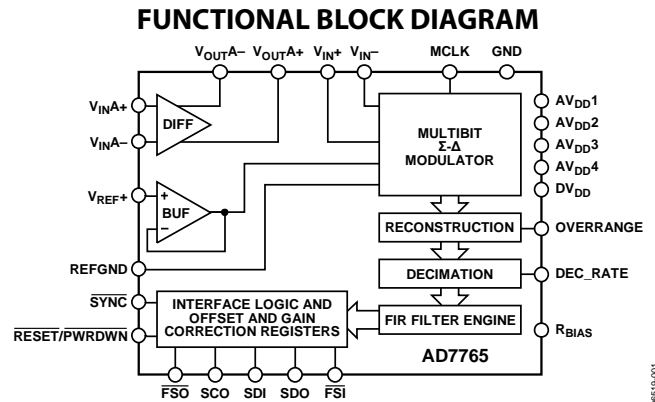 FUNCTIONAL BLOCK DIAGRAM
VOUTA− VOUTA+ VIN+ VIN− MCLK GND
VINA+
VINA−
DIFF
MULTIBIT
Σ-Δ
MODULATOR
AVDD1
AVDD2
AVDD3
AVDD4
DVDD
VREF+
+
−
BUF
RECONSTRUCTION
OVERRANGE
REFGND
DECIMATION
DEC_RATE
SYNC
RESET/PWRDWN
INTERFACE LOGIC AND
OFFSET AND GAIN
CORRECTION REGISTERS
FIR FILTER ENGINE
RBIAS
AD7765
FSO SCO SDI SDO FSI
06519-001